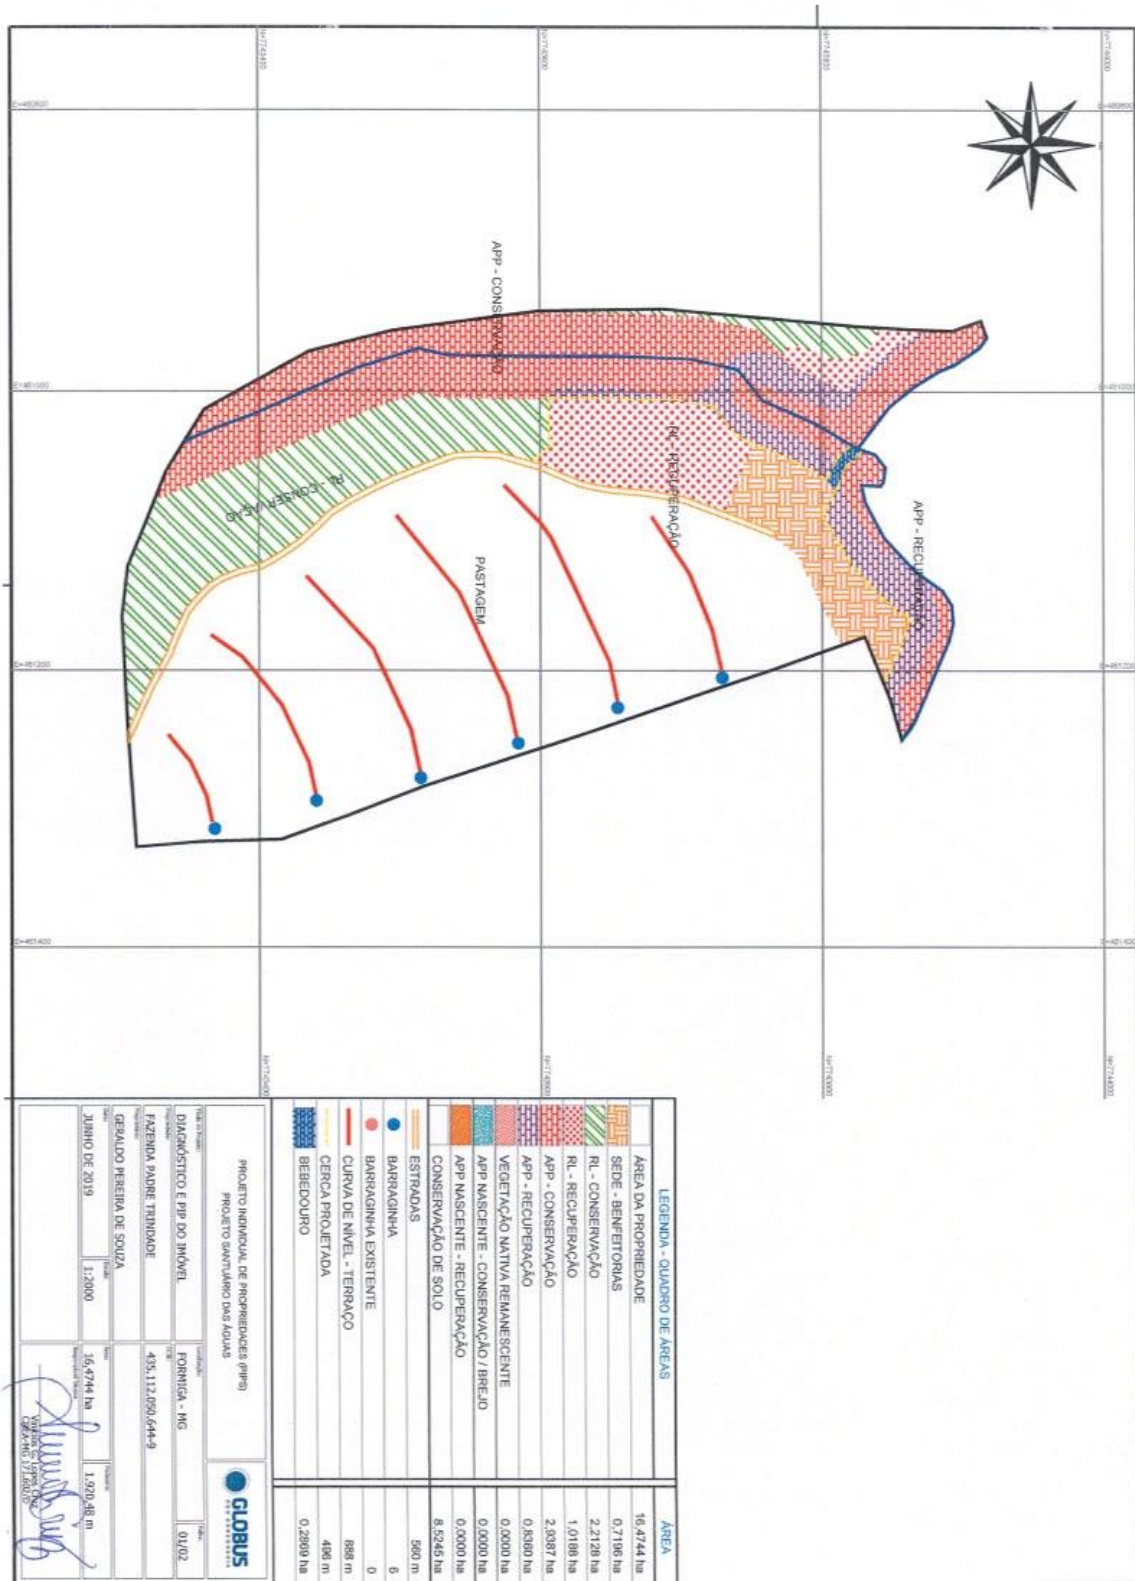 APP - CONSERVAÇÃO
RL - CONSERVAÇÃO
RL - RECUPERAÇÃO
APP - RECUPERAÇÃO
PASTAGEM
E=461000
E=461200
E=461400
LEGENDA - QUADRO DE ÁREAS ÁREA
ÁREA DA PROPRIEDADE 16,4744 ha
SEDE - BENFEITORIAS 0,7196 ha
RL - CONSERVAÇÃO 2,2128 ha
RL - RECUPERAÇÃO 1,0188 ha
APP - CONSERVAÇÃO 2,9387 ha
APP - RECUPERAÇÃO 0,8360 ha
VEGETAÇÃO NATIVA REMANESCENTE 0,0000 ha
APP NASCENTE - CONSERVAÇÃO / BREJO 0,0000 ha
APP NASCENTE - RECUPERAÇÃO 0,0000 ha
CONSERVAÇÃO DE SOLO 8,5245 ha
ESTRADAS 560 m
BARRAGINHA 6
BARRAGINHA EXISTENTE 0
CURVA DE NÍVEL - TERRAÇO 888 m
CERCA PROJETADA 496 m
BEBEDOURO 0,2869 ha
PROJETO INDIVIDUAL DE PROPRIEDADES (PIPS)
PROJETO SANTUÁRIO DAS ÁGUAS
GLOBUS
DIAGNÓSTICO E PIP DO IMÓVEL
FORMIGA - MG
01/02
FAZENDA PADRE TRINDADE
435.112.050.644-9
GERALDO PEREIRA DE SOUZA
JUNHO DE 2019
1:2000
16,4744 ha
1.920,48 m